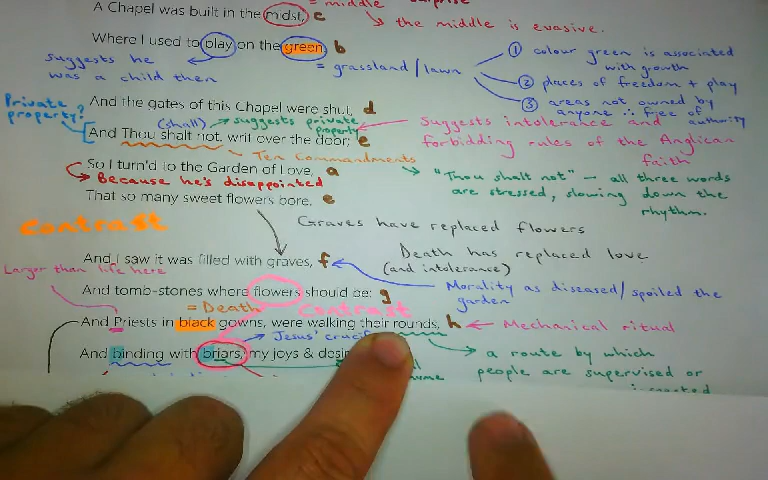 = middle surprise
A Chapel was built in the midst, c
→ the middle is evasive.
Where I used to play on the green, b
suggests he was a child then
= grassland / lawn
① colour green is associated with growth
② places of freedom + play
③ areas not owned by anyone ∴ free of authority
Private property?
And the gates of this Chapel were shut, d
(shall) → suggests private property
And Thou shalt not. writ over the door; e
Suggests intolerance and forbidding rules of the Anglican faith
Ten Commandments
So I turn'd to the Garden of Love, a
Because he's disappointed
"Thou shalt not" – all three words are stressed, slowing down the rhythm.
That so many sweet flowers bore. e
Contrast
Graves have replaced flowers
And I saw it was filled with graves, f
Death has replaced love (and intolerance)
Larger than life here
And tomb-stones where flowers should be: g
Morality as diseased/spoiled the garden
= Death
Contrast
And Priests in black gowns, were walking their rounds, h
Mechanical ritual
Jesus'
And binding with briars, my joys &
a route by which people are supervised or